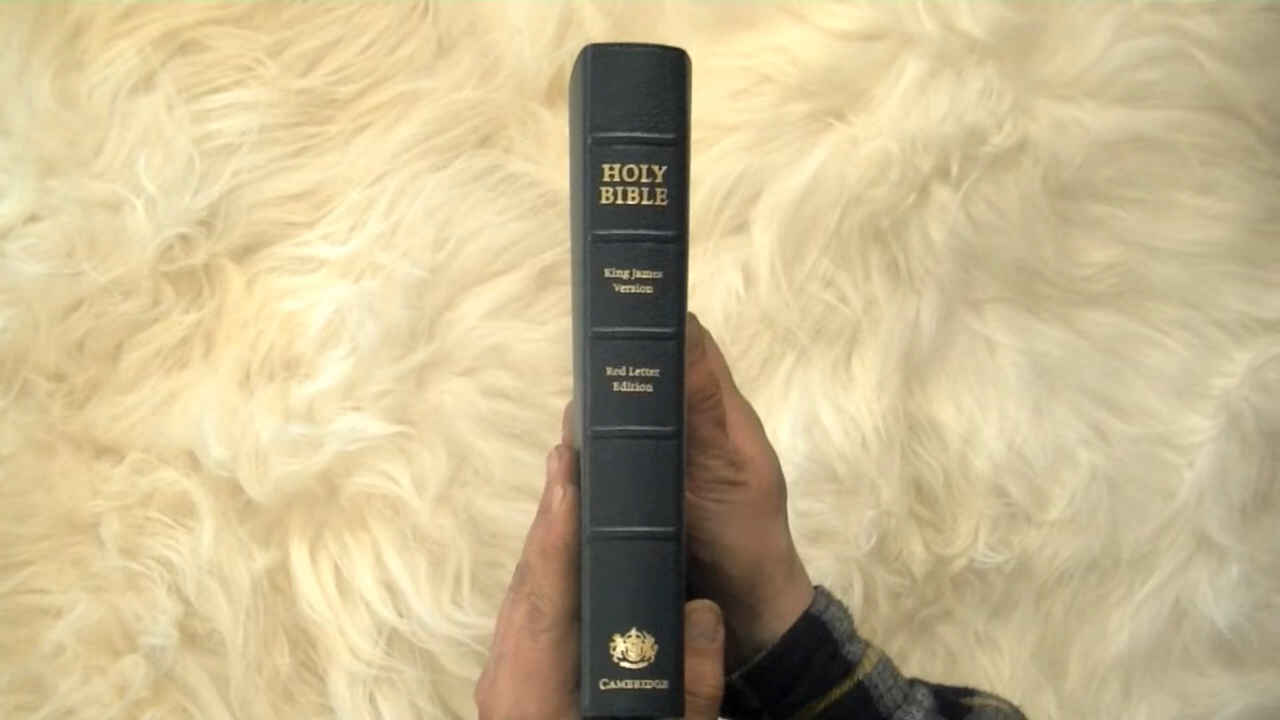 HOLY
BIBLE
King James
Version
Red Letter
Edition
CAMBRIDGE